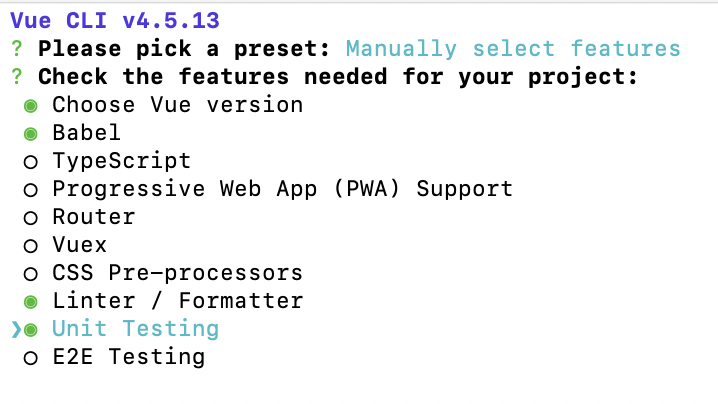 Vue CLI v4.5.13
? Please pick a preset: Manually select features
? Check the features needed for your project:
◉ Choose Vue version
◉ Babel
◯ TypeScript
◯ Progressive Web App (PWA) Support
◯ Router
◯ Vuex
◯ CSS Pre-processors
◉ Linter / Formatter
❯◉ Unit Testing
◯ E2E Testing